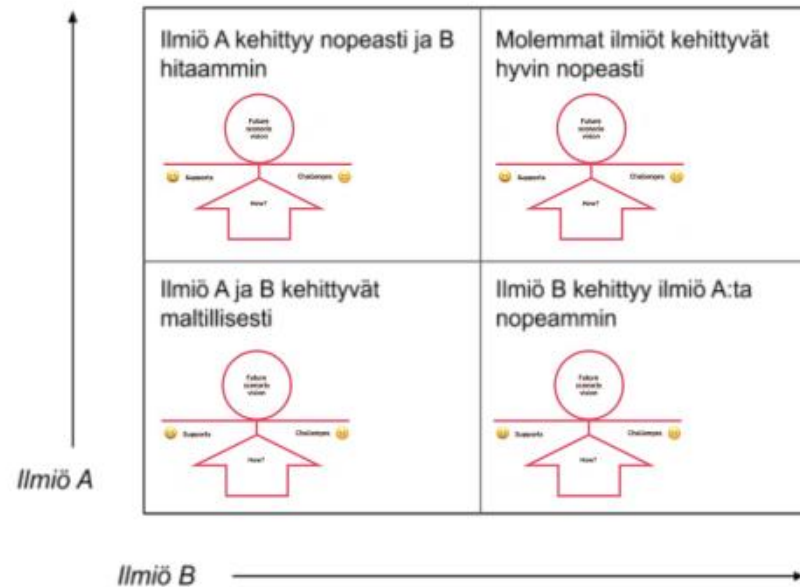 Ilmiö A kehittyy nopeasti ja B
hitaammin
Future
scenario
vision
Supports
Challenges
How?
Molemmat ilmiöt kehittyvät
hyvin nopeasti
Future
scenario
vision
Supports
Challenges
How?
Ilmiö A ja B kehittyvät
maltillisesti
Future
scenario
vision
Supports
Challenges
How?
Ilmiö B kehittyy ilmiö A:ta
nopeammin
Future
scenario
vision
Supports
Challenges
How?
Ilmiö A
Ilmiö B